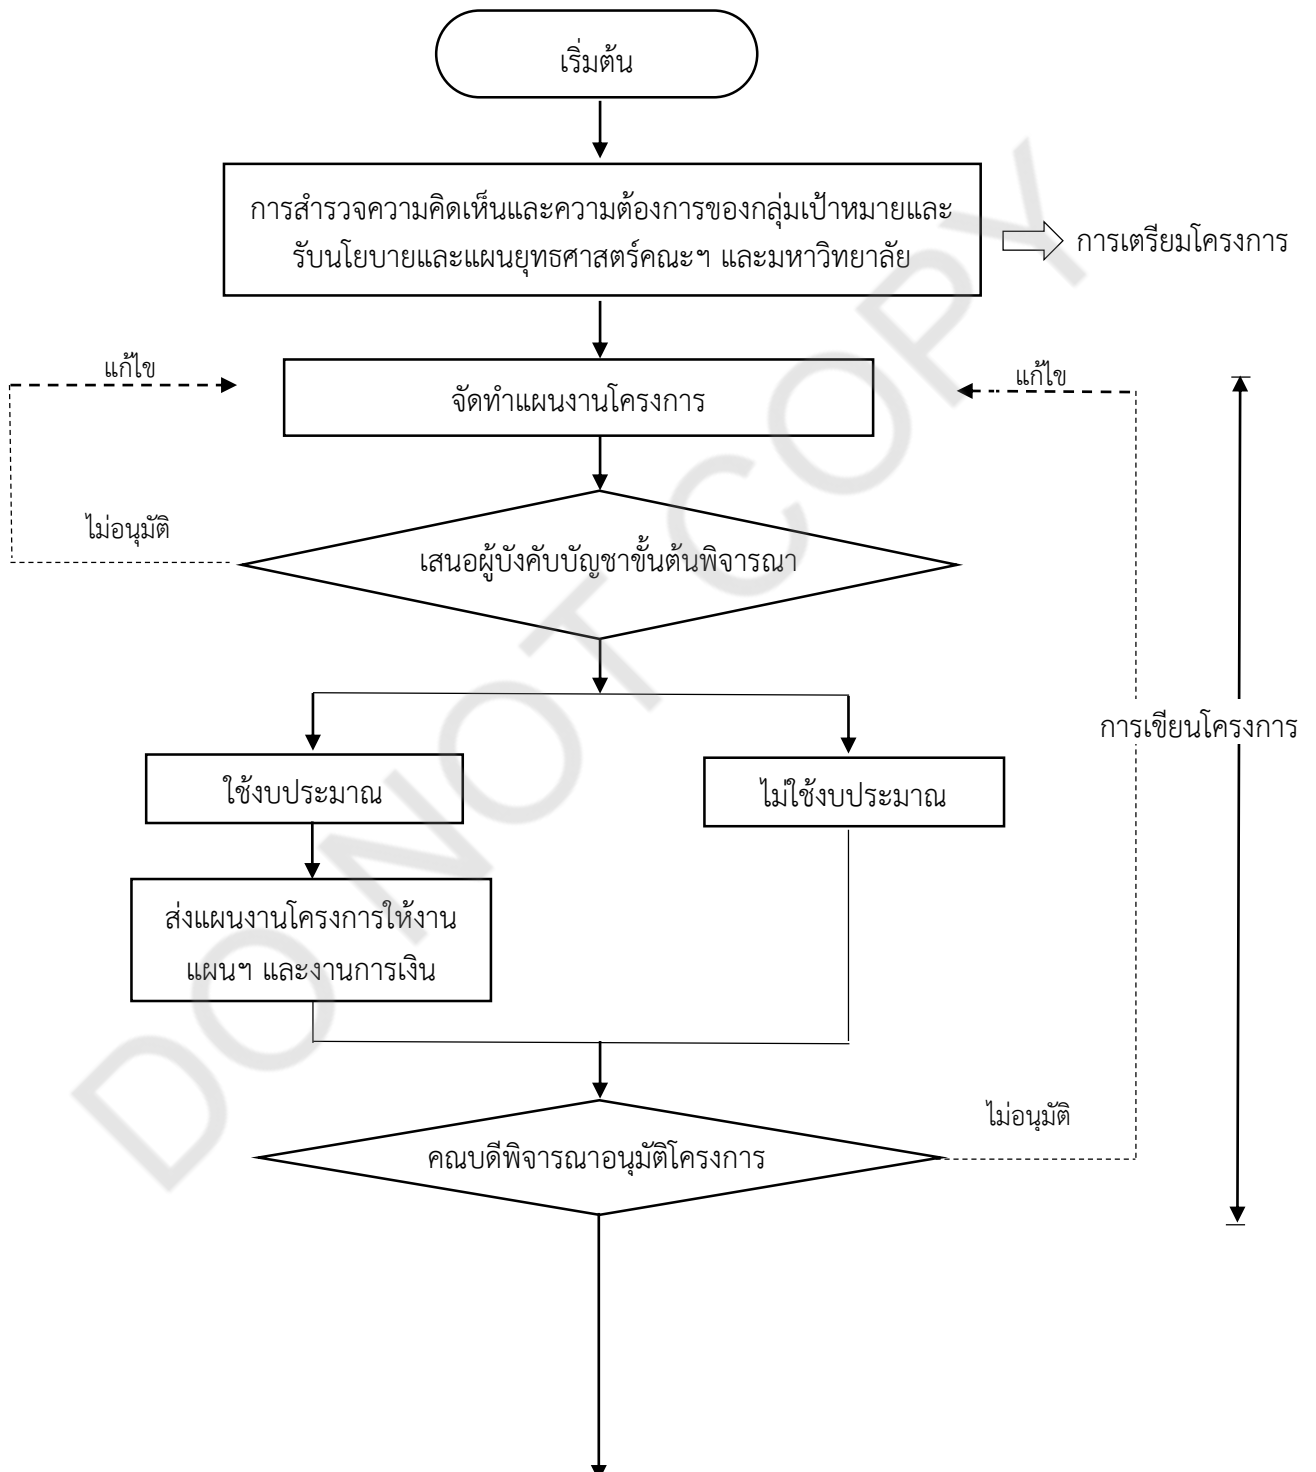 เริ่มต้น
การสำรวจความคิดเห็นและความต้องการของกลุ่มเป้าหมายและ
รับนโยบายและแผนยุทธศาสตร์คณะฯ และมหาวิทยาลัย
การเตรียมโครงการ
แก้ไข
แก้ไข
จัดทำแผนงานโครงการ
ไม่อนุมัติ
เสนอผู้บังคับบัญชาขั้นต้นพิจารณา
การเขียนโครงการ
ใช้งบประมาณ
ไม่ใช้งบประมาณ
ส่งแผนงานโครงการให้งาน
แผนฯ และงานการเงิน
ไม่อนุมัติ
คณบดีพิจารณาอนุมัติโครงการ
DO NOT COPY